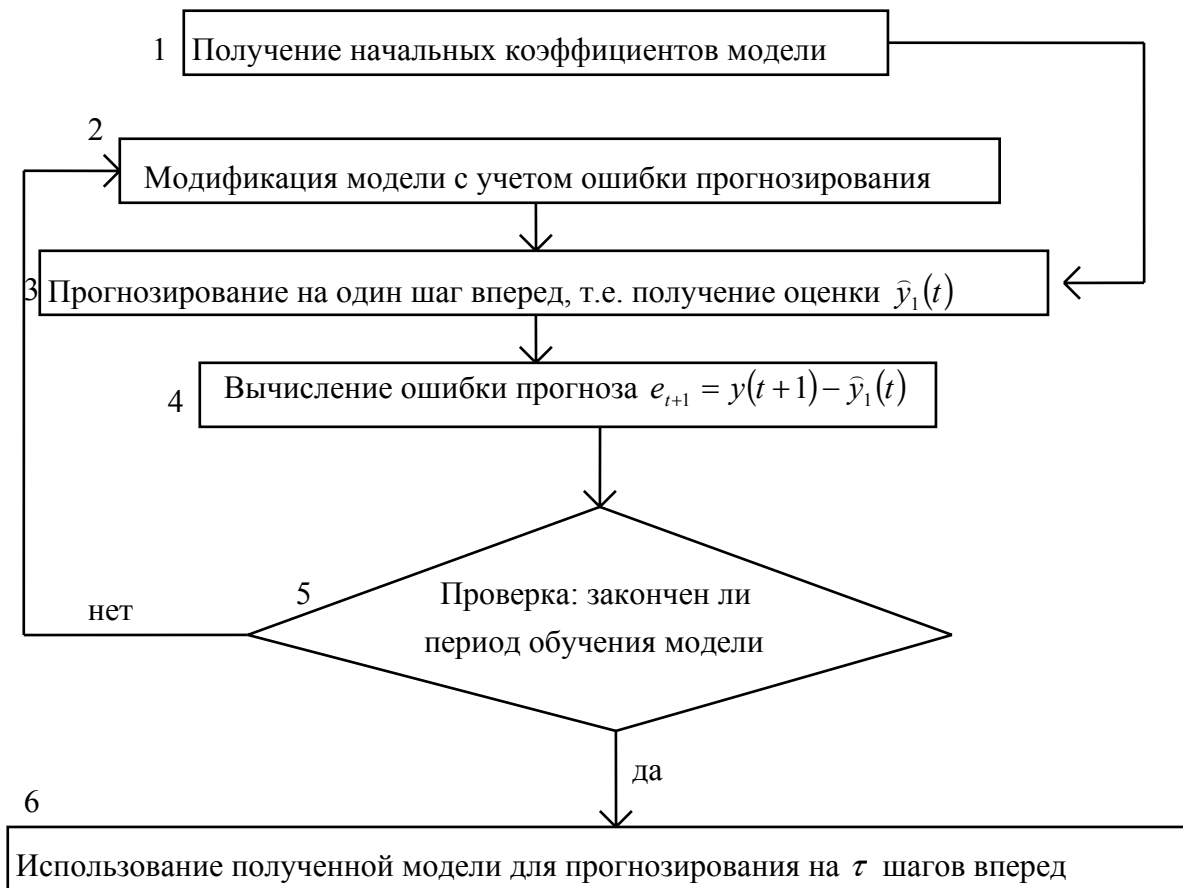 1
Получение начальных коэффициентов модели
2
Модификация модели с учетом ошибки прогнозирования
3
Прогнозирование на один шаг вперед, т.е. получение оценки ŷ₁(t)
4
Вычисление ошибки прогноза eₜ₊₁ = y(t+1) − ŷ₁(t)
5
Проверка: закончен ли
период обучения модели
нет
да
6
Использование полученной модели для прогнозирования на τ шагов вперед